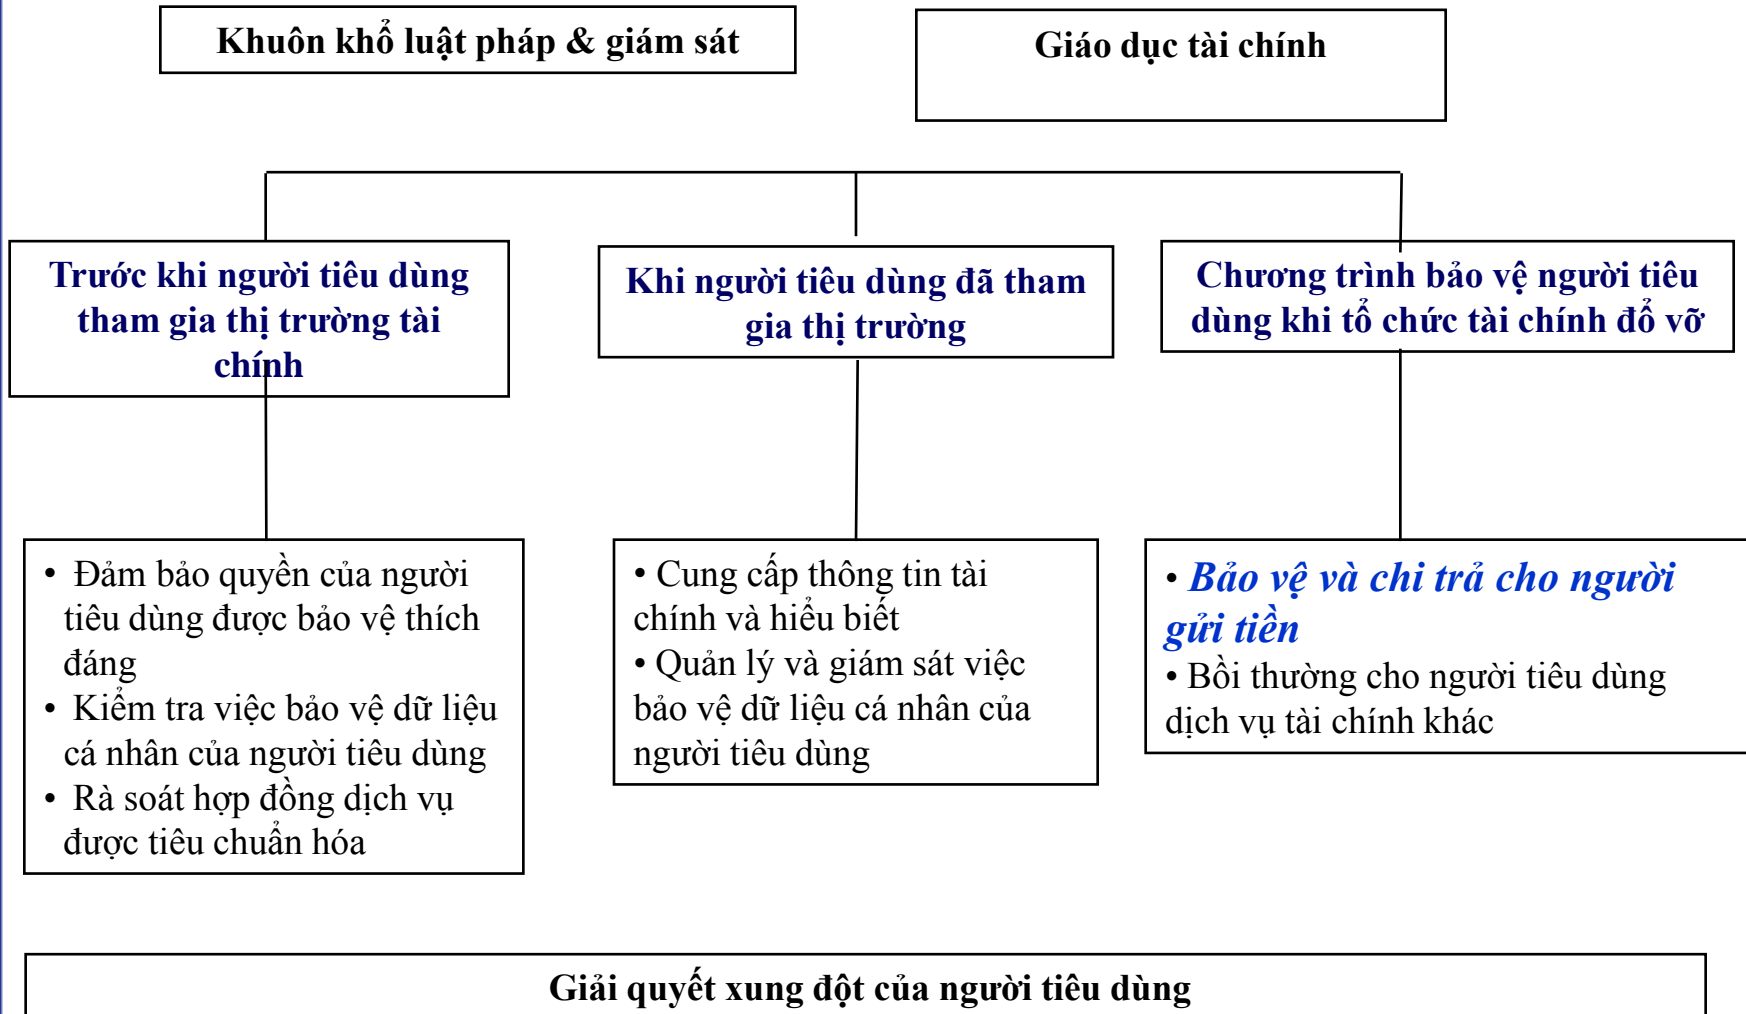 Khuôn khổ luật pháp & giám sát
Giáo dục tài chính
Trước khi người tiêu dùng
tham gia thị trường tài
chính
Khi người tiêu dùng đã tham
gia thị trường
Chương trình bảo vệ người tiêu
dùng khi tổ chức tài chính đổ vỡ
• Đảm bảo quyền của người
tiêu dùng được bảo vệ thích
đáng
• Kiểm tra việc bảo vệ dữ liệu
cá nhân của người tiêu dùng
• Rà soát hợp đồng dịch vụ
được tiêu chuẩn hóa
• Cung cấp thông tin tài
chính và hiểu biết
• Quản lý và giám sát việc
bảo vệ dữ liệu cá nhân của
người tiêu dùng
• Bảo vệ và chi trả cho người
gửi tiền
• Bồi thường cho người tiêu dùng
dịch vụ tài chính khác
Giải quyết xung đột của người tiêu dùng